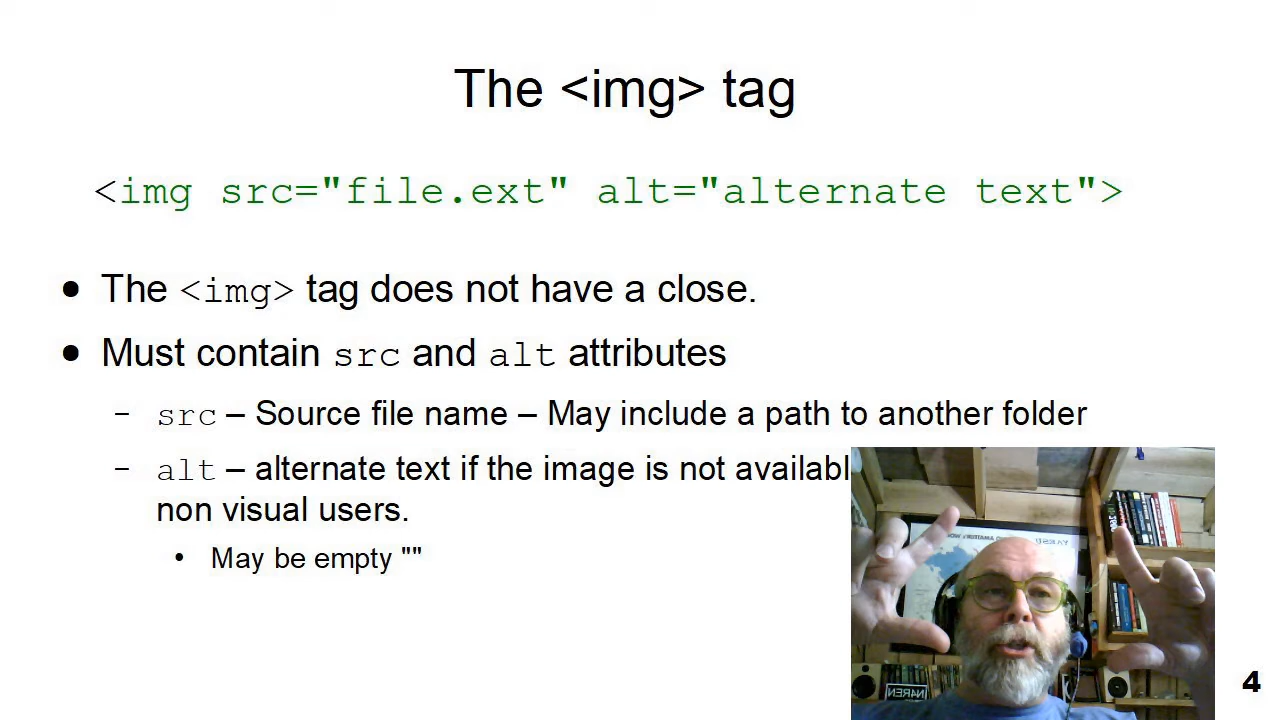 The <img> tag
<img src="file.ext" alt="alternate text">
● The <img> tag does not have a close.
● Must contain src and alt attributes
– src – Source file name – May include a path to another folder
– alt – alternate text if the image is not availabl
non visual users.
• May be empty ""
YAESU
IN4REN
4